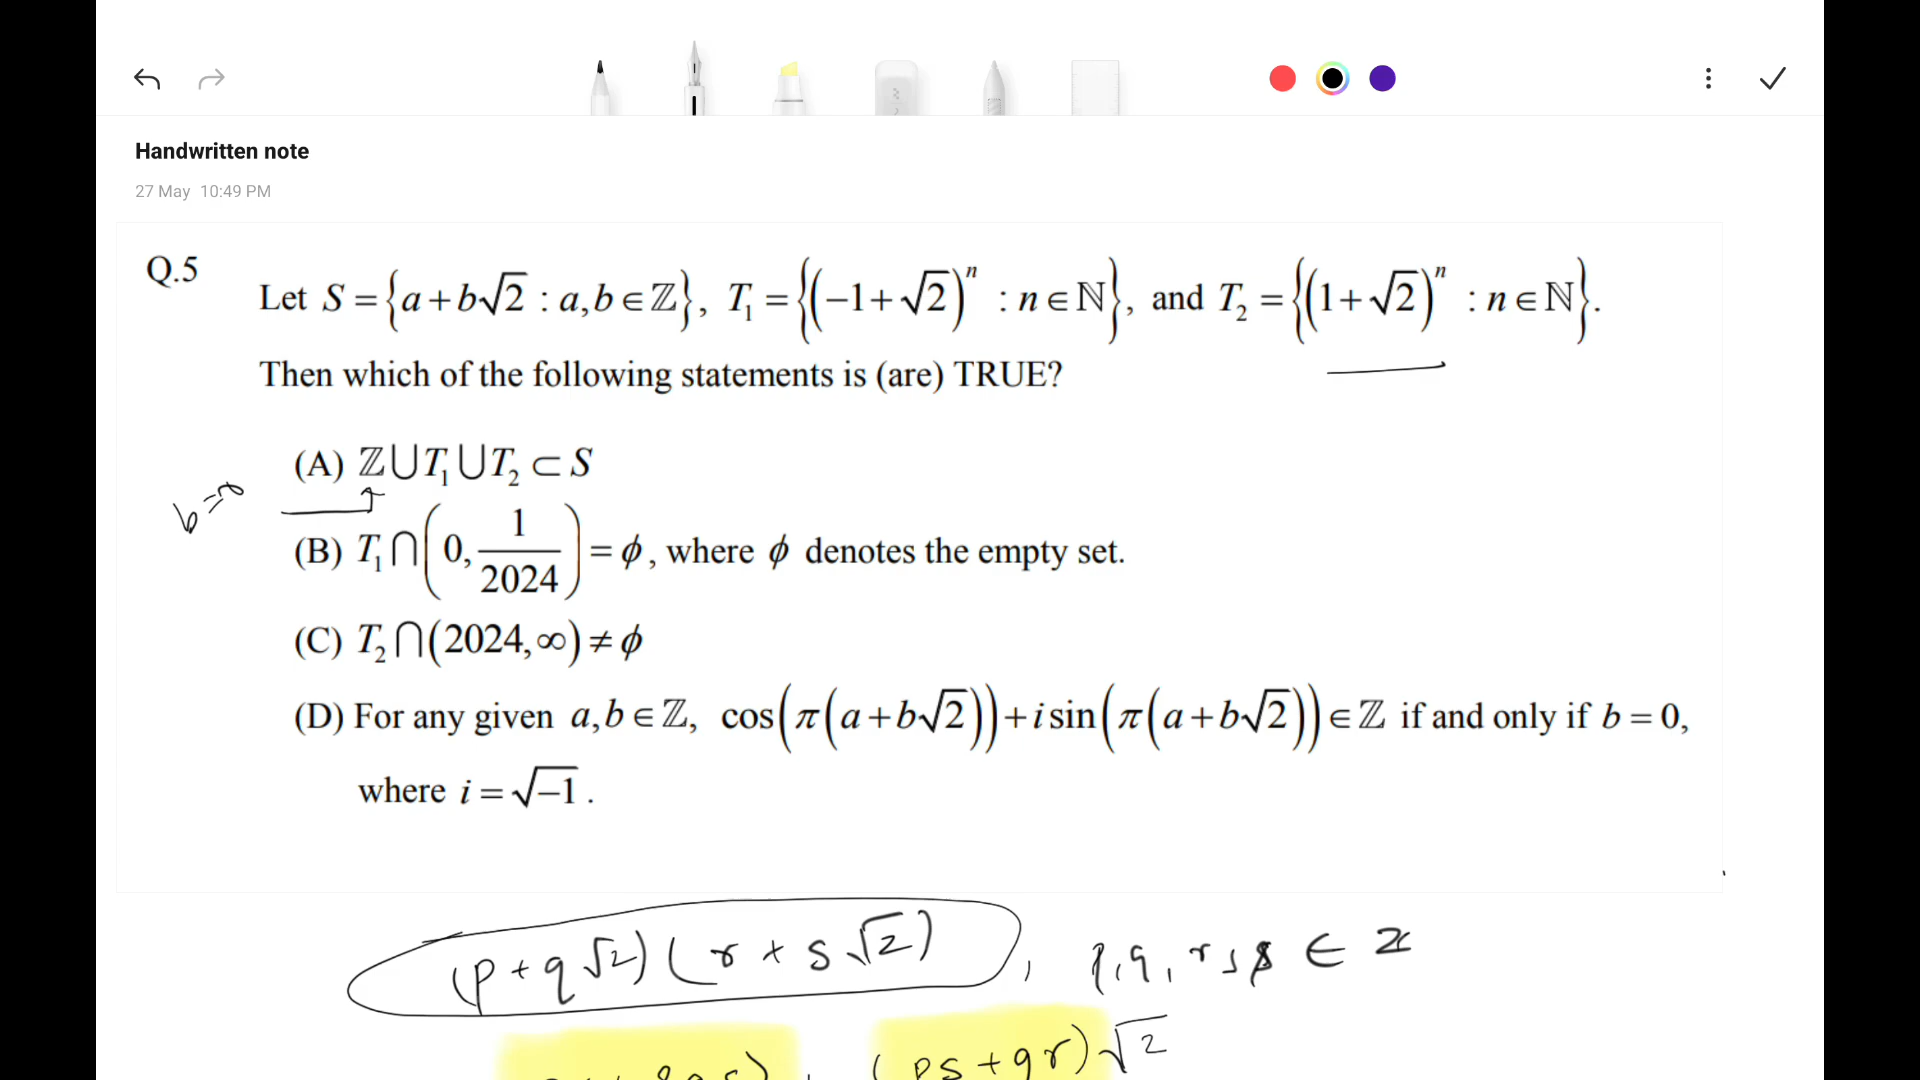 Handwritten note
27 May 10:49 PM
Q.5
Let S = {a + b√2 : a, b ∈ ℤ}, T₁ = {(−1 + √2)ⁿ : n ∈ ℕ}, and T₂ = {(1 + √2)ⁿ : n ∈ ℕ}.
Then which of the following statements is (are) TRUE?
(A) ℤ ⋃ T₁ ⋃ T₂ ⊂ S
b = 0
(B) T₁ ⋂ (0, 1/2024) = ϕ, where ϕ denotes the empty set.
(C) T₂ ⋂ (2024, ∞) ≠ ϕ
(D) For any given a, b ∈ ℤ, cos(π(a + b√2)) + i sin(π(a + b√2)) ∈ ℤ if and only if b = 0,
where i = √−1.
(p + q√2)(r + s√2), p, q, r, s ∈ z
(ps + qr)√2